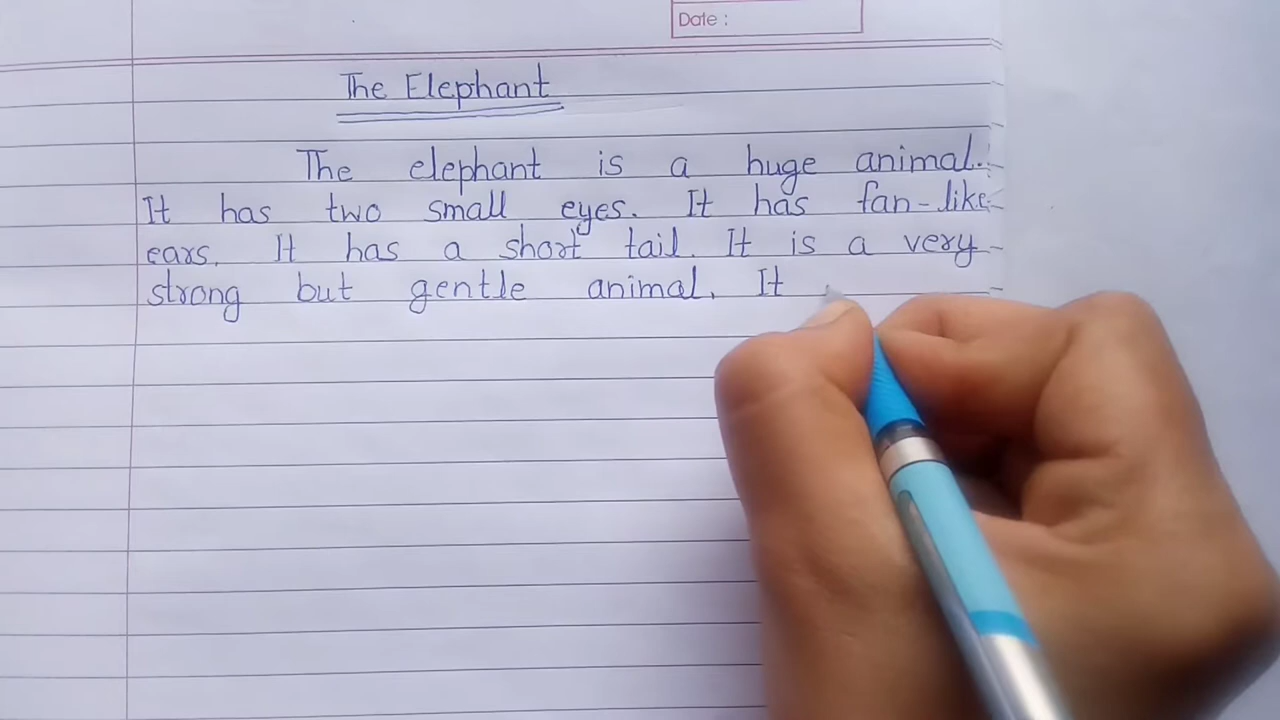 Date :
The Elephant
The elephant is a huge animal.
It has two small eyes. It has fan-like
ears. It has a short tail. It is a very
strong but gentle animal. It